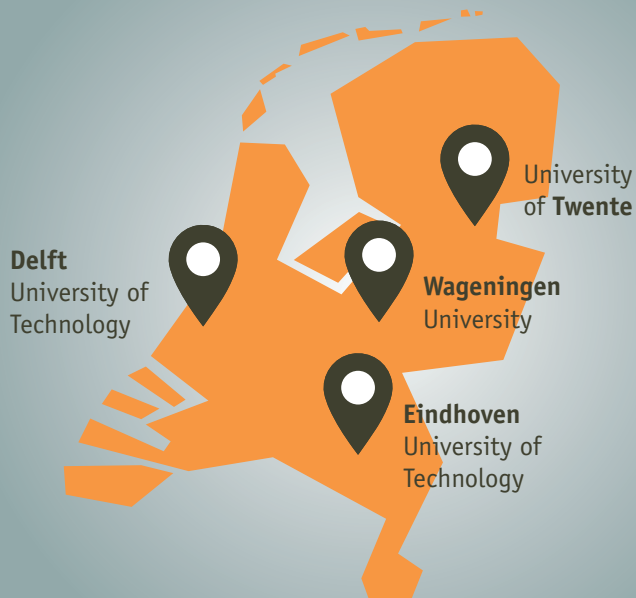 University
of Twente
Delft
University of
Technology
Wageningen
University
Eindhoven
University of
Technology